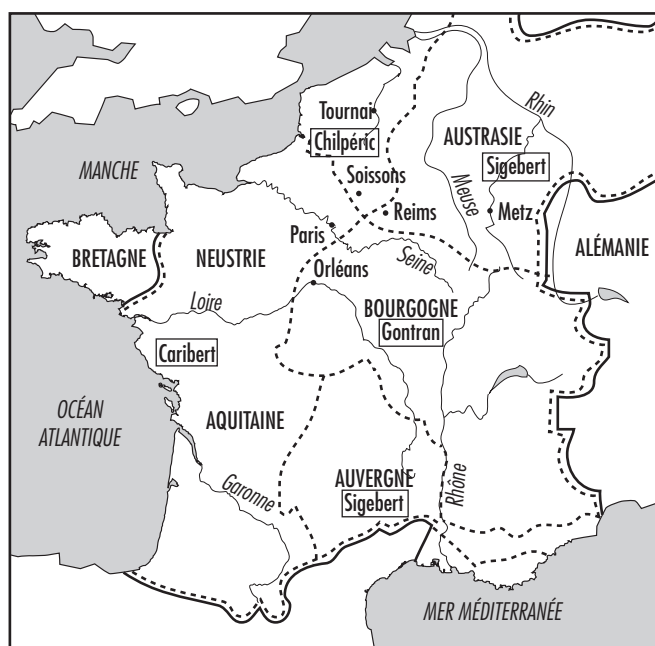 Rhin
Tournai
Chilpéric
AUSTRASIE
Sigebert
MANCHE
Soissons
Meuse
Reims
Metz
Paris
BRETAGNE
NEUSTRIE
Seine
ALÉMANIE
Orléans
Loire
BOURGOGNE
Gontran
Caribert
OCÉAN
ATLANTIQUE
AQUITAINE
AUVERGNE
Sigebert
Garonne
Rhône
MER MÉDITERRANÉE